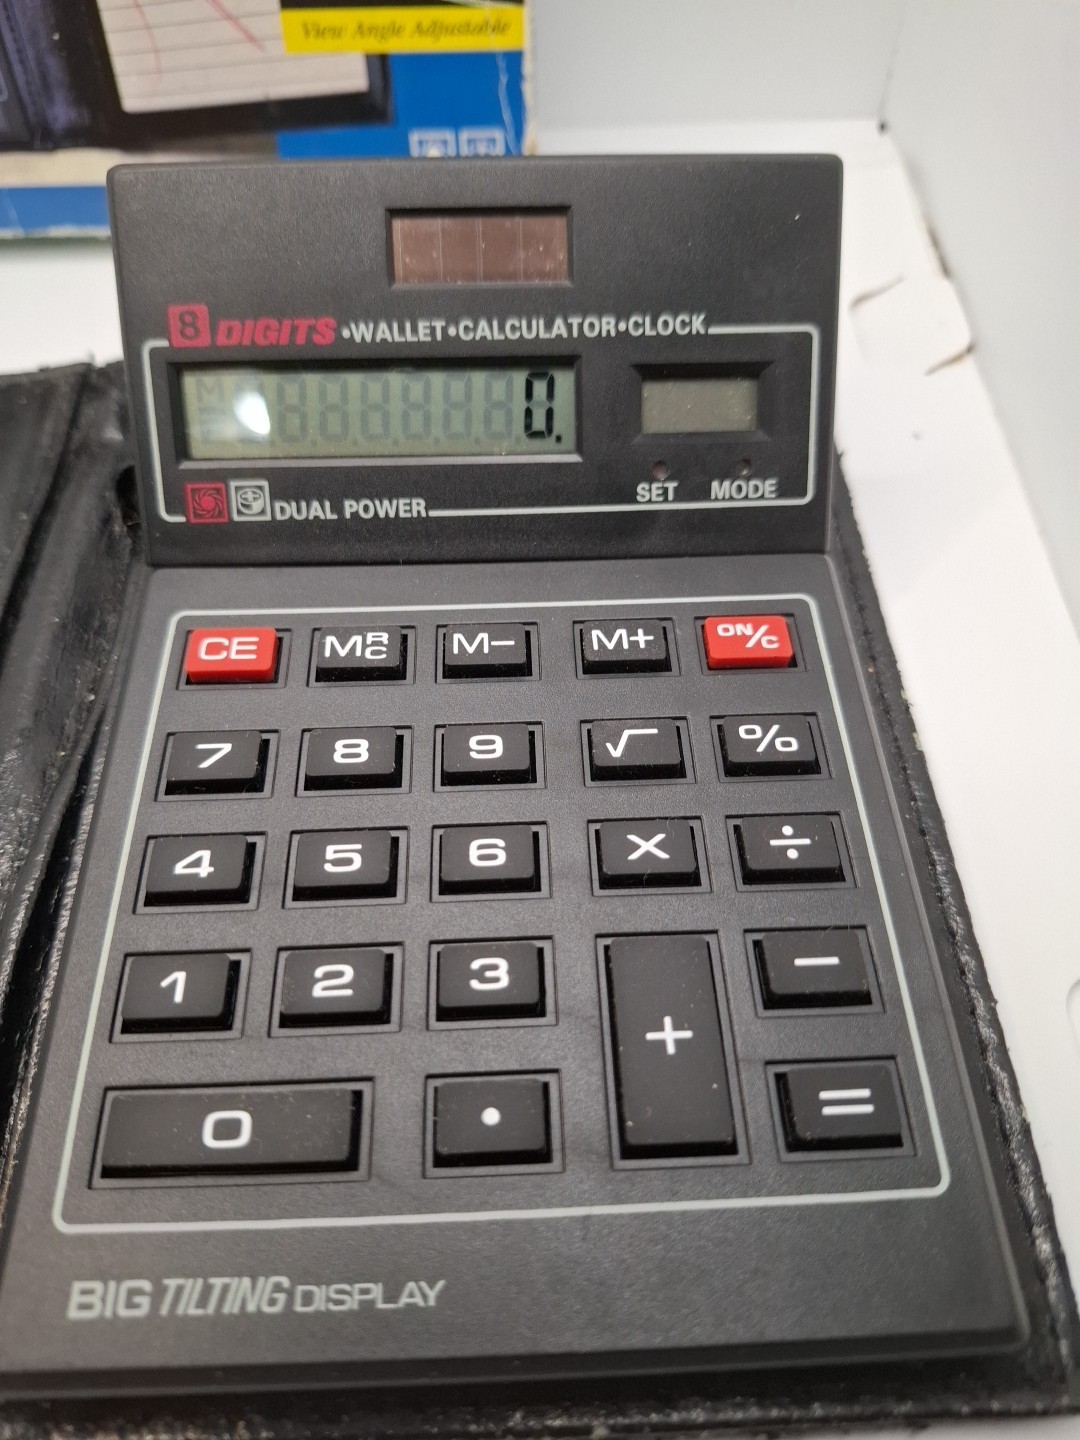 View Angle Adjustable
8 DIGITS•WALLET•CALCULATOR•CLOCK
0.
SET MODE
DUAL POWER
CE MRC M− M+ ON/C
7 8 9 √ %
4 5 6 X ÷
1 2 3 + −
0 . =
BIG TILTING DISPLAY